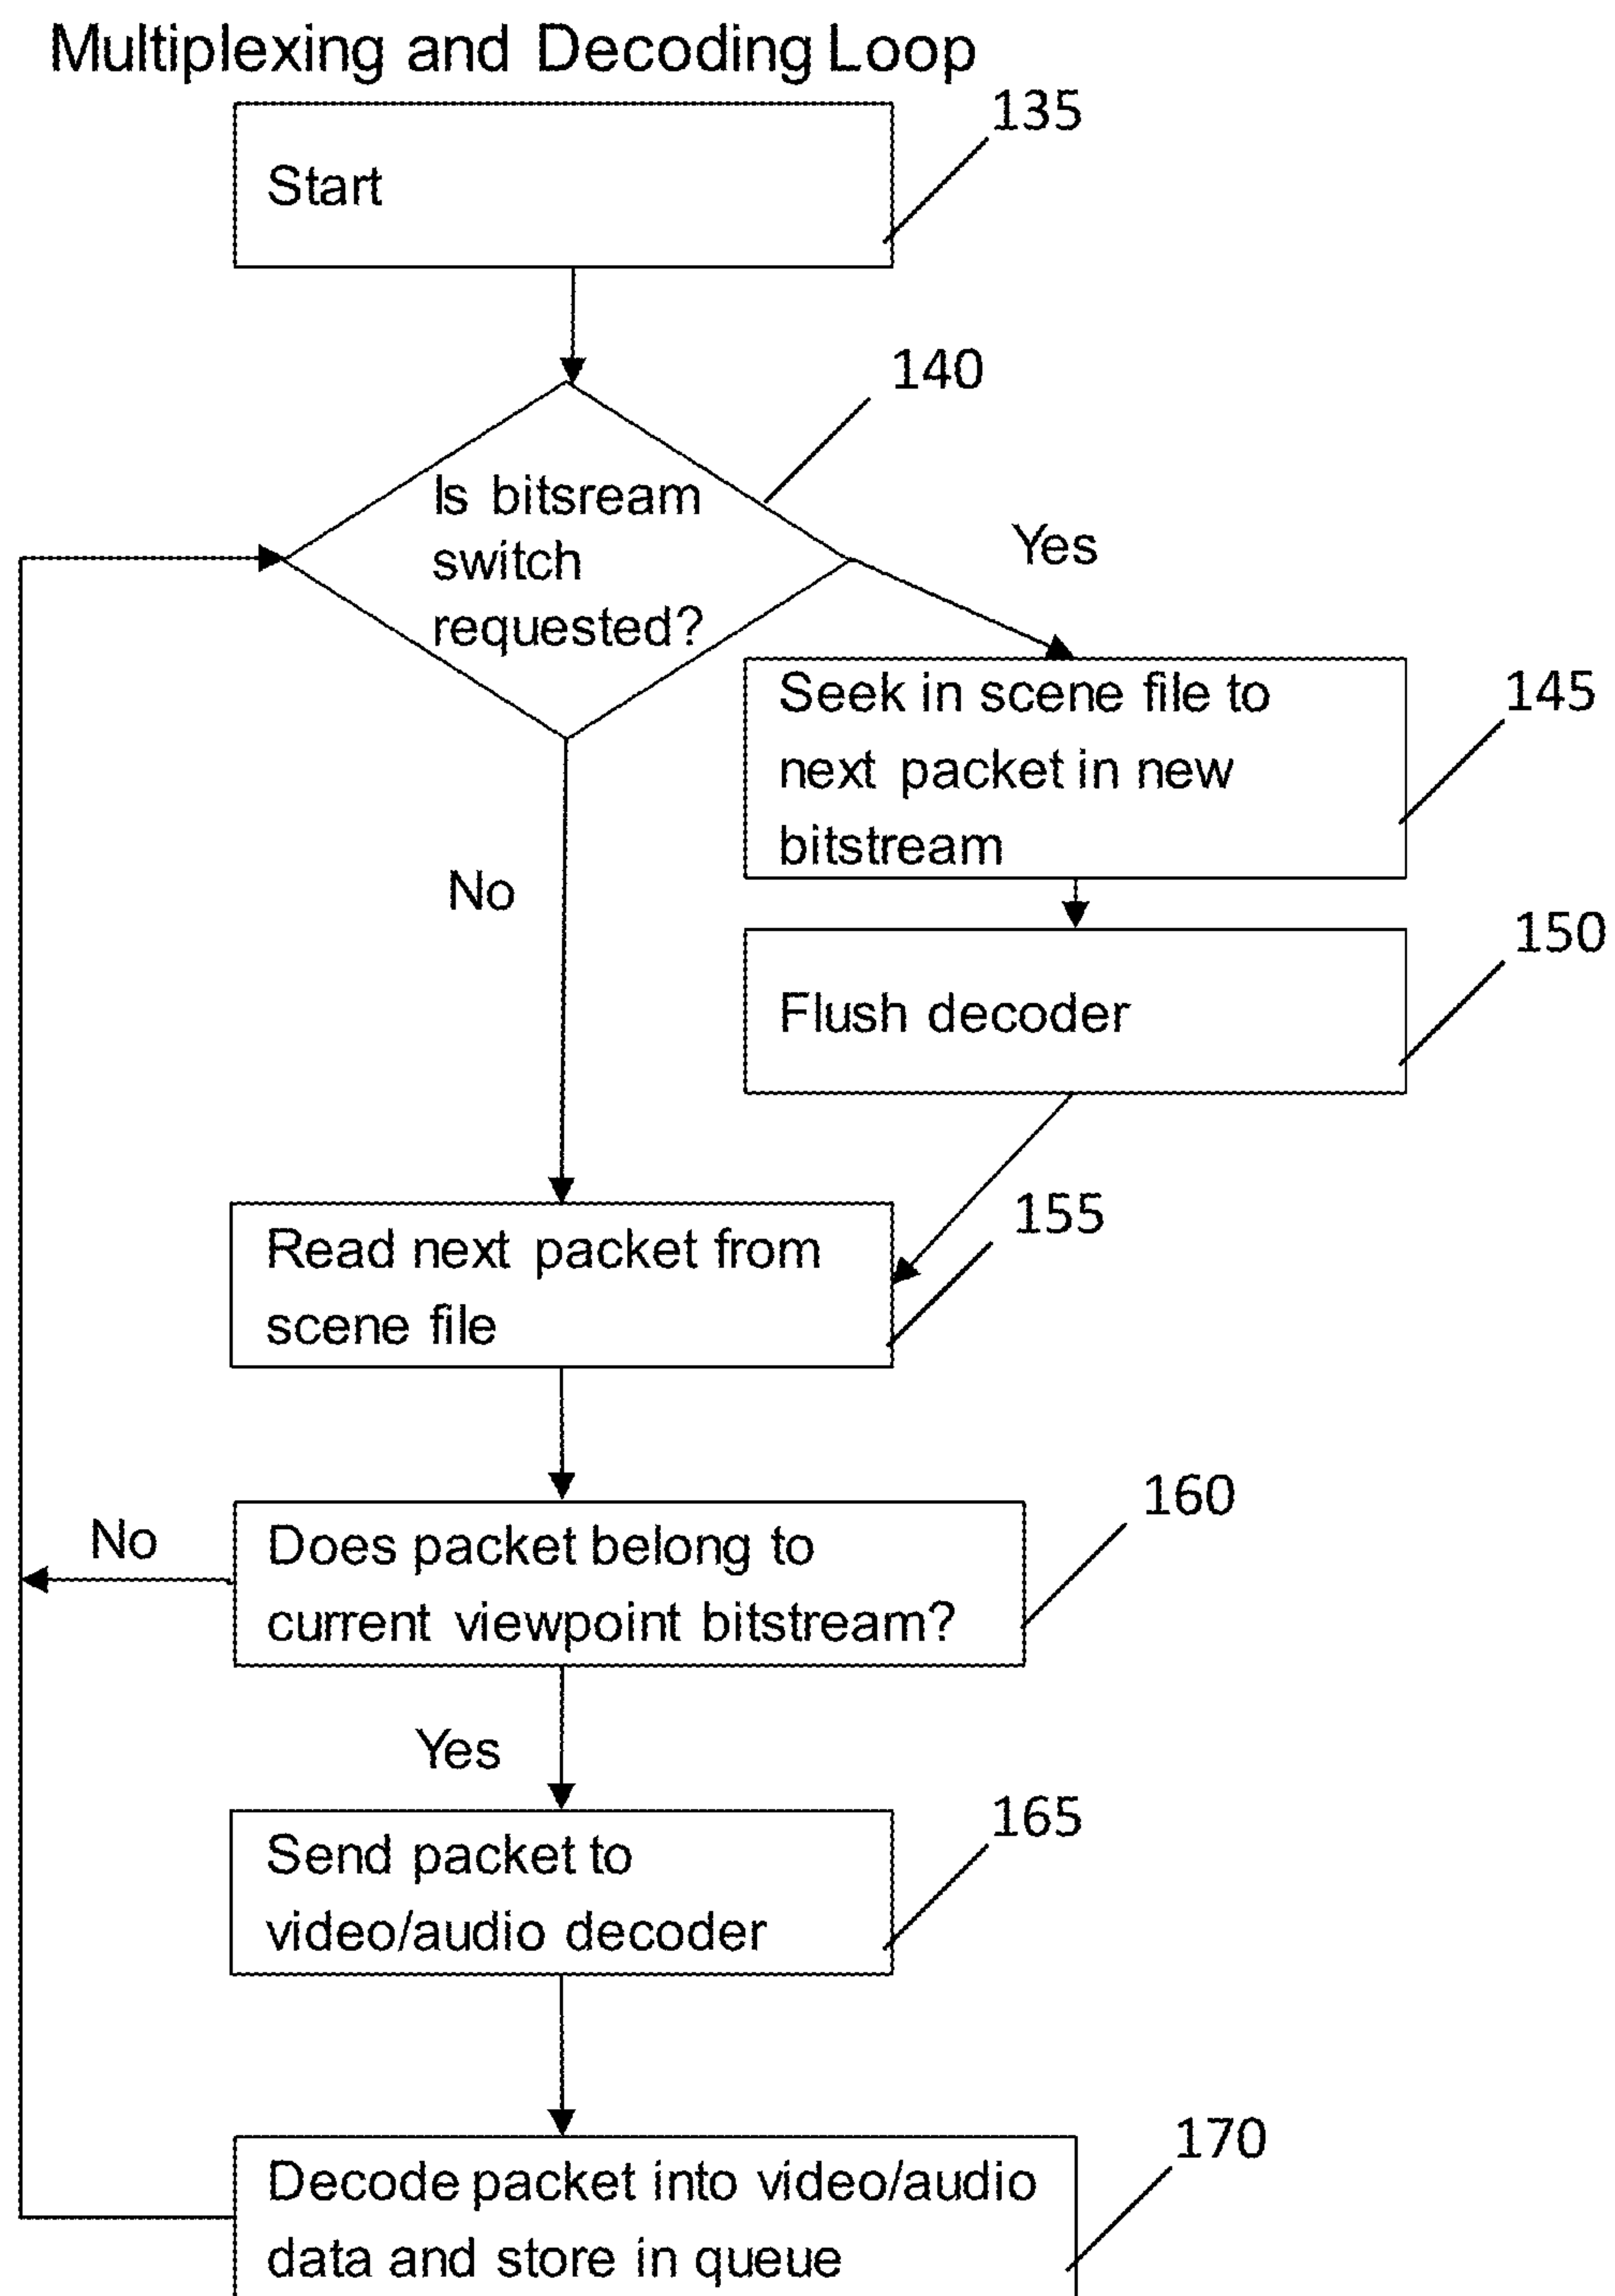 Multiplexing and Decoding Loop
135
Start
140
Is bitsream
switch
requested?
Yes
145
Seek in scene file to
next packet in new
bitstream
No
150
Flush decoder
155
Read next packet from
scene file
160
No
Does packet belong to
current viewpoint bitstream?
Yes
165
Send packet to
video/audio decoder
170
Decode packet into video/audio
data and store in queue